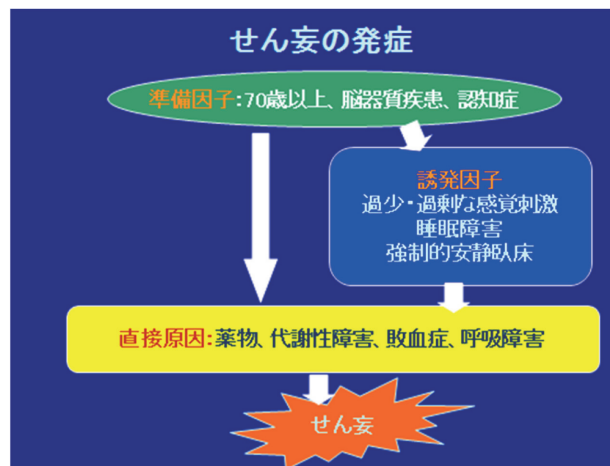 せん妄の発症
準備因子:70歳以上、脳器質疾患、認知症
誘発因子
過少・過剰な感覚刺激
睡眠障害
強制的安静臥床
直接原因:薬物、代謝性障害、敗血症、呼吸障害
せん妄